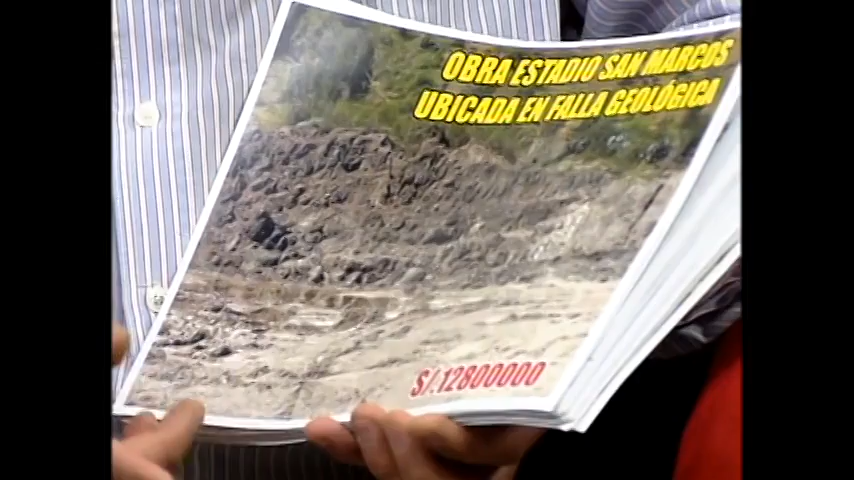 OBRA ESTADIO SAN MARCOS
UBICADA EN FALLA GEOLÓGICA
S/.12800000